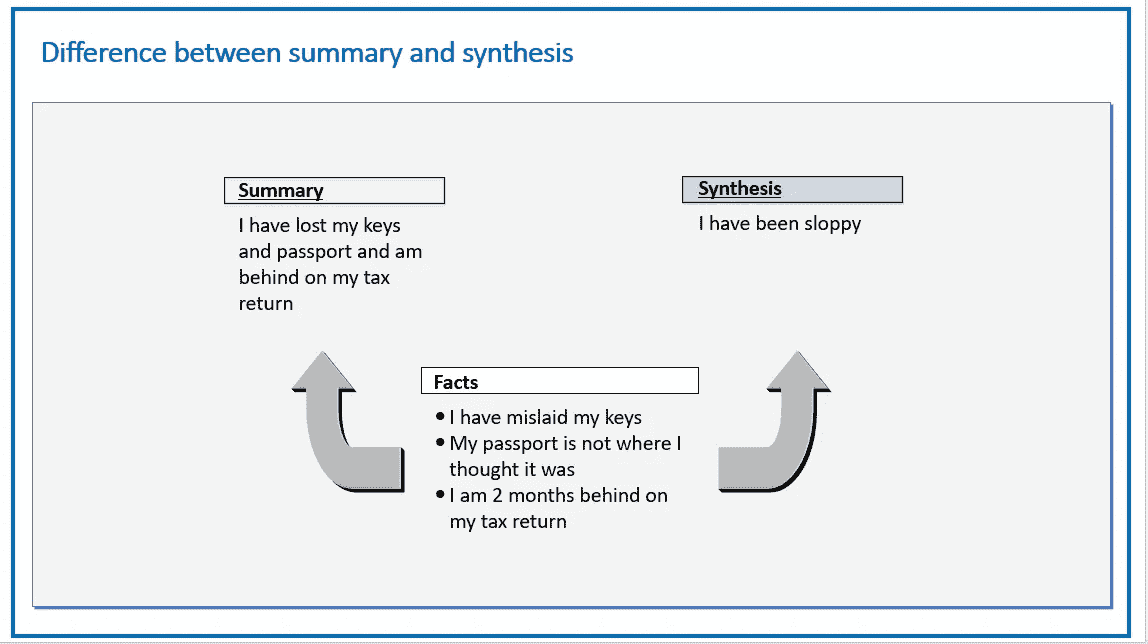 Difference between summary and synthesis
Summary
I have lost my keys
and passport and am
behind on my tax
return
Synthesis
I have been sloppy
Facts
• I have mislaid my keys
• My passport is not where I
thought it was
• I am 2 months behind on
my tax return